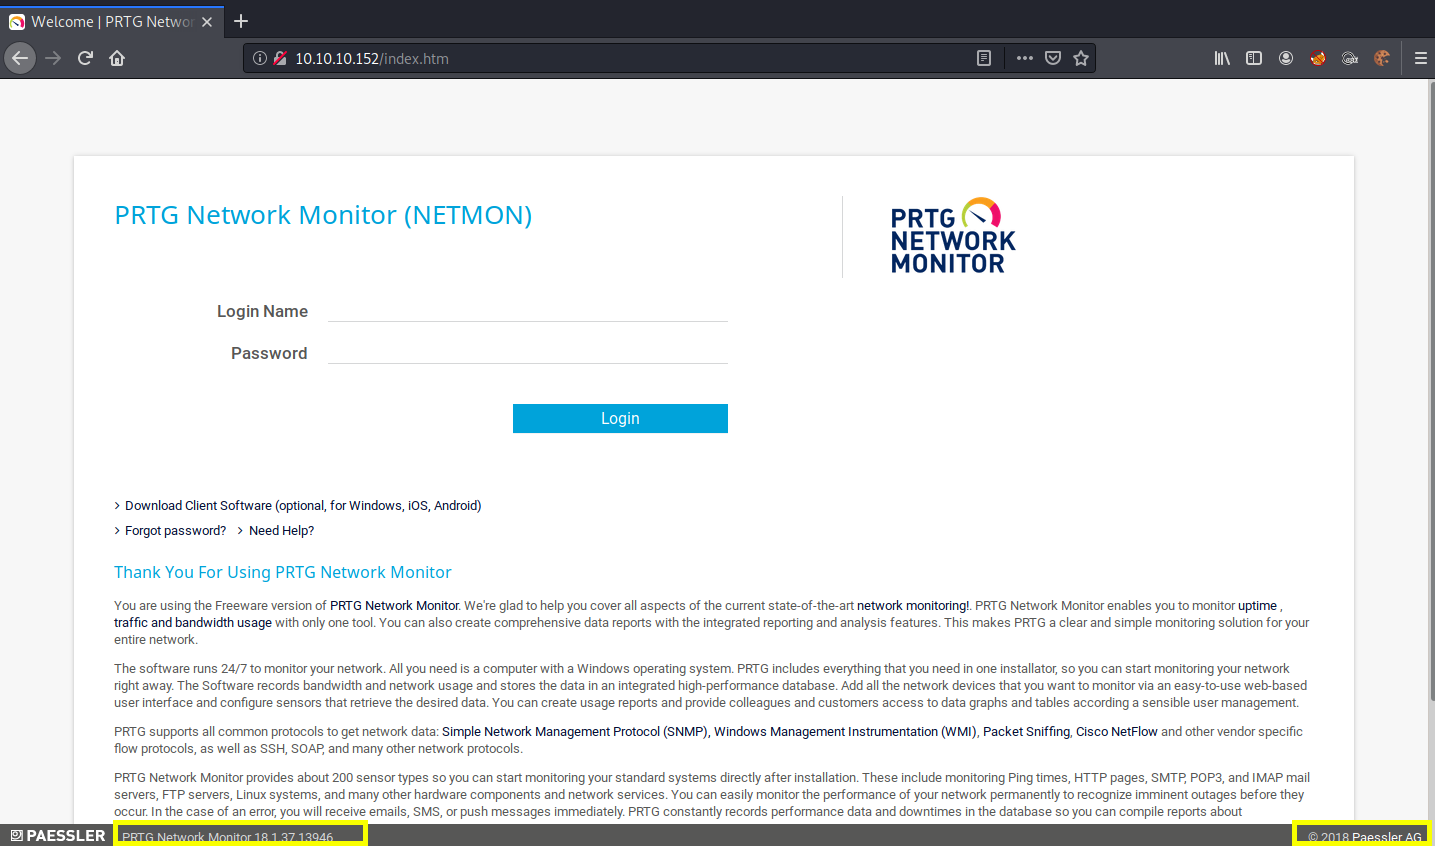 Welcome | PRTG Netwo
10.10.10.152/index.htm
PRTG Network Monitor (NETMON)
PRTG
NETWORK
MONITOR
Login Name
Password
Login
Download Client Software (optional, for Windows, iOS, Android)
Forgot password? Need Help?
Thank You For Using PRTG Network Monitor
You are using the Freeware version of PRTG Network Monitor. We're glad to help you cover all aspects of the current state-of-the-art network monitoring!. PRTG Network Monitor enables you to monitor uptime ,
traffic and bandwidth usage with only one tool. You can also create comprehensive data reports with the integrated reporting and analysis features. This makes PRTG a clear and simple monitoring solution for your
entire network.
The software runs 24/7 to monitor your network. All you need is a computer with a Windows operating system. PRTG includes everything that you need in one installator, so you can start monitoring your network
right away. The Software records bandwidth and network usage and stores the data in an integrated high-performance database. Add all the network devices that you want to monitor via an easy-to-use web-based
user interface and configure sensors that retrieve the desired data. You can create usage reports and provide colleagues and customers access to data graphs and tables according a sensible user management.
PRTG supports all common protocols to get network data: Simple Network Management Protocol (SNMP), Windows Management Instrumentation (WMI), Packet Sniffing, Cisco NetFlow and other vendor specific
flow protocols, as well as SSH, SOAP, and many other network protocols.
PRTG Network Monitor provides about 200 sensor types so you can start monitoring your standard systems directly after installation. These include monitoring Ping times, HTTP pages, SMTP, POP3, and IMAP mail
servers, FTP servers, Linux systems, and many other hardware components and network services. You can easily monitor the performance of your network permanently to recognize imminent outages before they
occur. In the case of an error, you will receive emails, SMS, or push messages immediately. PRTG constantly records performance data and downtimes in the database so you can compile reports about
PAESSLER PRTG Network Monitor 18.1.37.13946 © 2018 Paessler AG